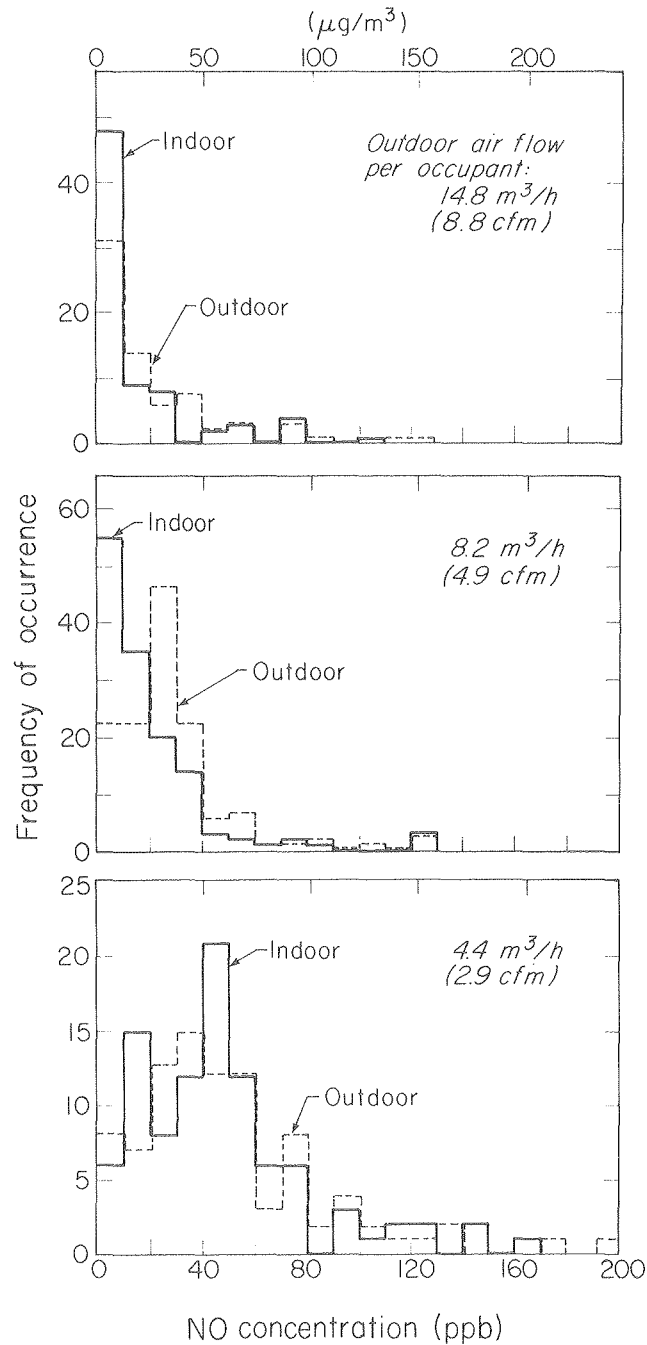 (μg/m³)
0 50 100 150 200
Indoor
Outdoor air flow
per occupant:
14.8 m³/h
(8.8 cfm)
40
Outdoor
20
0
60
Indoor
8.2 m³/h
(4.9 cfm)
40
Outdoor
20
0
Frequency of occurrence
25
Indoor
4.4 m³/h
(2.9 cfm)
20
15
Outdoor
10
5
0
0 40 80 120 160 200
NO concentration (ppb)